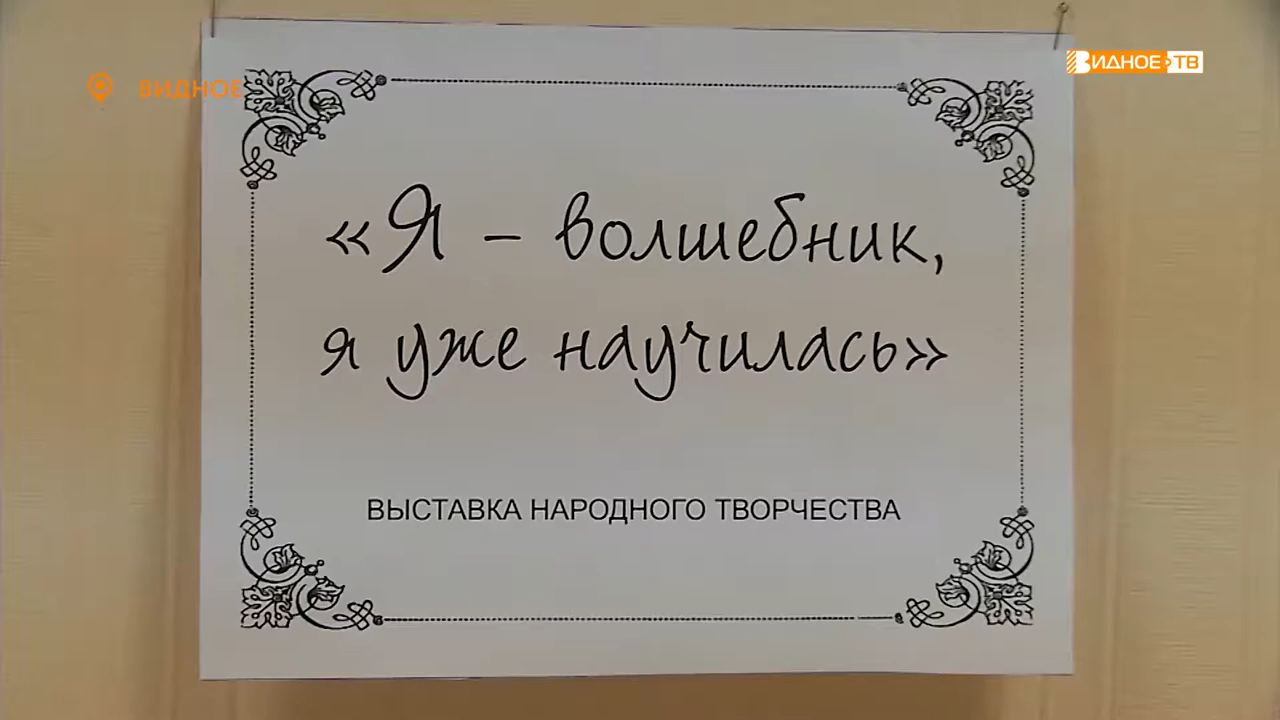 ВИДНОЕ
ВИДНОЕ ТВ
«Я – волшебник,
я уже научилась»
ВЫСТАВКА НАРОДНОГО ТВОРЧЕСТВА